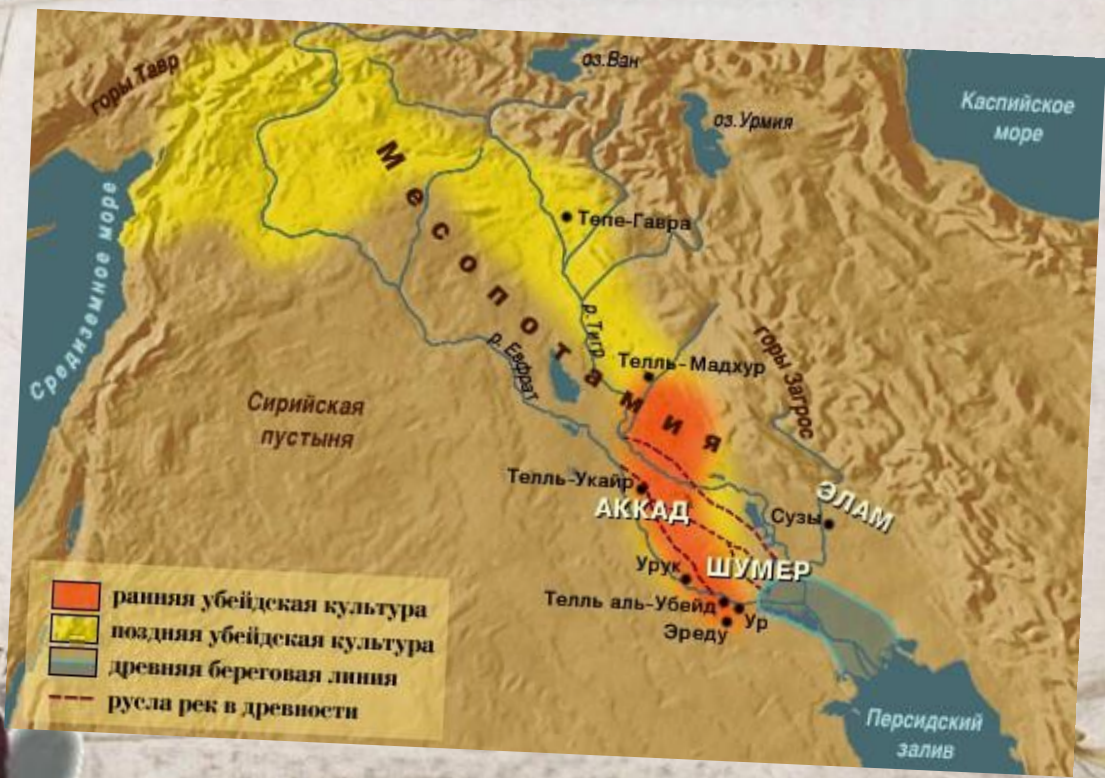 горы Тавр
оз.Ван
оз.Урмия
Каспийское
море
Средиземное море
Месопотамия
Тепе-Гавра
р.Тигр
р.Евфрат
Телль-Мадхур
горы Загрос
Сирийская
пустыня
Телль-Укайр
АККАД
Сузы
ЭЛАМ
Урук
ШУМЕР
Телль аль-Убейд
Ур
Эреду
ранняя убейдская культура
поздняя убейдская культура
древняя береговая линия
русла рек в древности
Персидский
залив